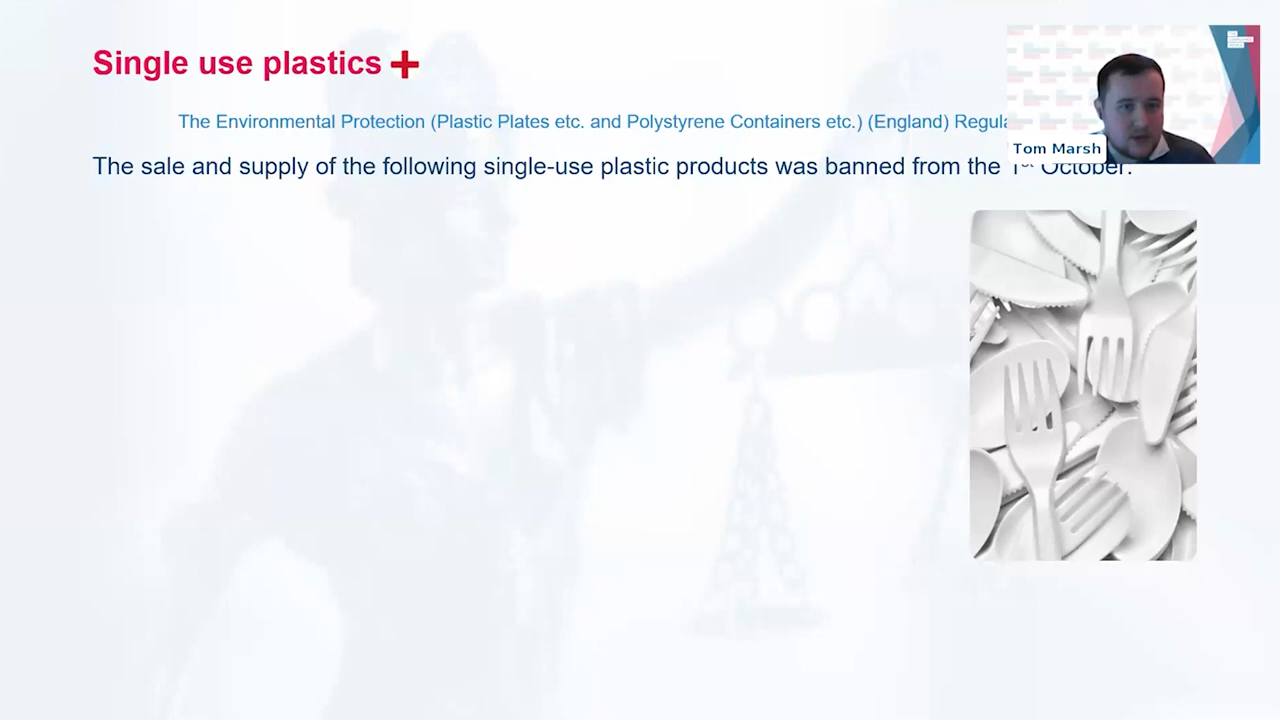 Single use plastics
The Environmental Protection (Plastic Plates etc. and Polystyrene Containers etc.) (England)
Tom Marsh
The sale and supply of the following single-use plastic products was banned from the 1st October: